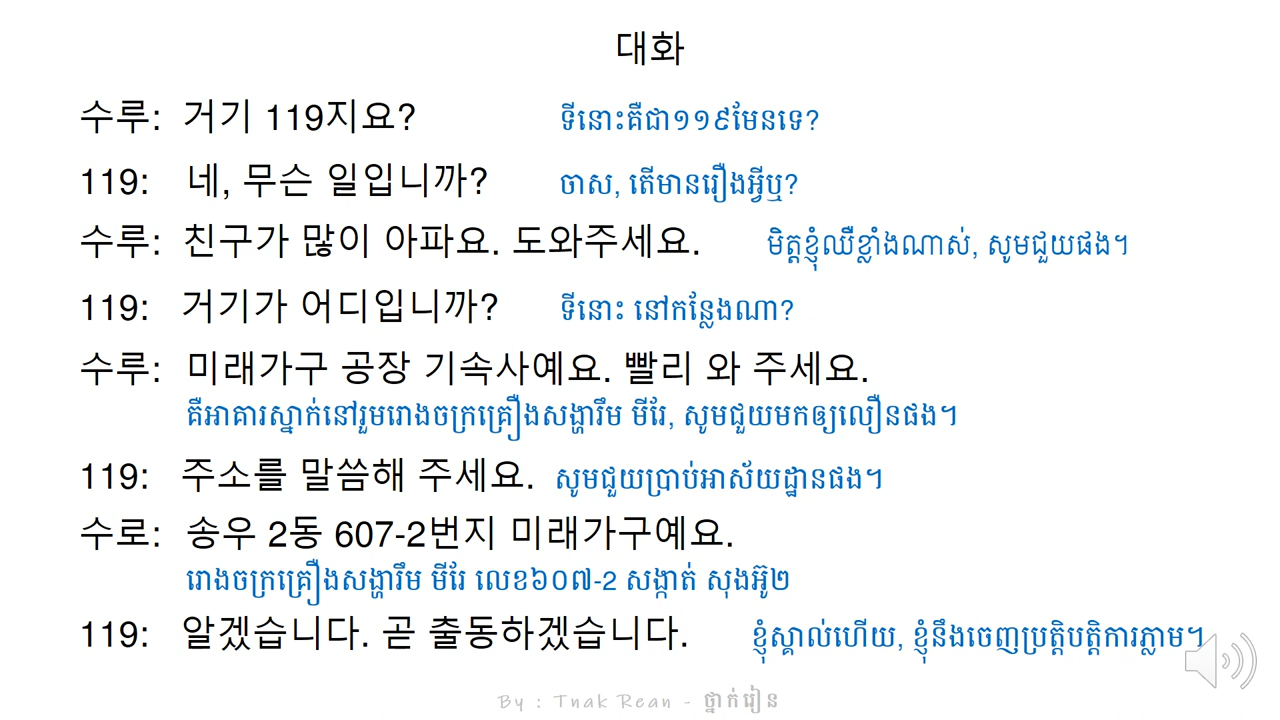 대화
수루: 거기 119지요? ទីនោះគឺជា១១៩មែនទេ?
119: 네, 무슨 일입니까? ចាស, តើមានរឿងអ្វីឬ?
수루: 친구가 많이 아파요. 도와주세요. មិត្តខ្ញុំឈឺខ្លាំងណាស់, សូមជួយផង។
119: 거기가 어디입니까? ទីនោះ នៅកន្លែងណា?
수루: 미래가구 공장 기속사예요. 빨리 와 주세요.
គឺអាគារស្នាក់នៅរួមរោងចក្រគ្រឿងសង្ហារឹម មីរែ, សូមជួយមកឲ្យលឿនផង។
119: 주소를 말씀해 주세요. សូមជួយប្រាប់អាស័យដ្ឋានផង។
수로: 송우 2동 607-2번지 미래가구예요.
រោងចក្រគ្រឿងសង្ហារឹម មីរែ លេខ៦០៧-2 សង្កាត់ សុងអ៊ូ២
119: 알겠습니다. 곧 출동하겠습니다. ខ្ញុំស្គាល់ហើយ, ខ្ញុំនឹងចេញប្រត្តិបត្តិការភ្លាម។
By : Tnak Rean - ថ្នាក់រៀន